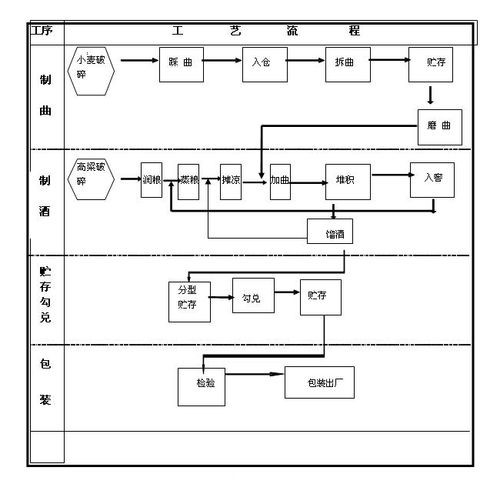 工序 工 艺 流 程
制
曲
小麦破
碎
踩 曲
入仓
拆曲
贮存
磨 曲
制
酒
高梁破
碎
润粮
蒸粮
摊凉
加曲
堆积
入窖
馏酒
贮
存
勾
兑
分型
贮存
勾兑
贮存
包
装
检验
包装出厂